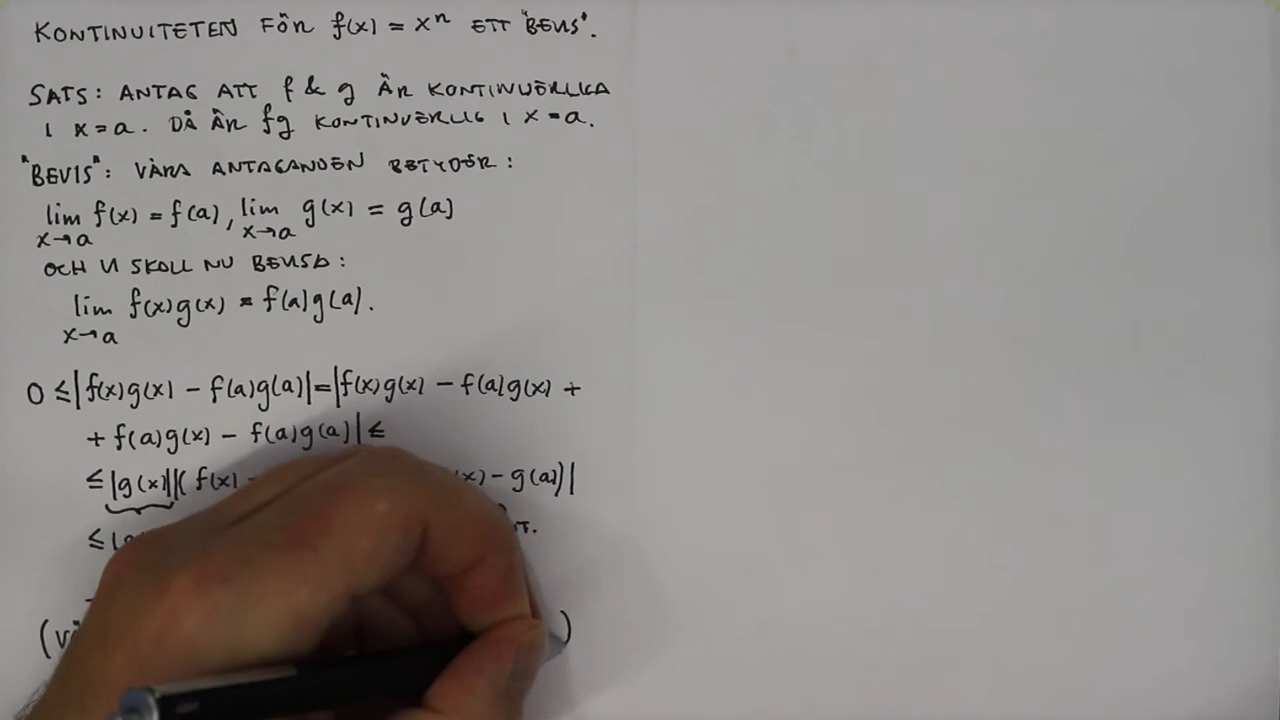 KONTINUITETEN FÖR f(x) = xⁿ ETT "BEVIS".
SATS: ANTAG ATT f & g ÄR KONTINUERLIGA
I x = a. DÅ ÄR fg KONTINUERLIG I x = a.
"BEVIS": VÅRA ANTAGANDEN BETYDER:
lim f(x) = f(a), lim g(x) = g(a)
x→a x→a
OCH VI SKALL NU BEVISA:
lim f(x)g(x) = f(a)g(a).
x→a
0 ≤ |f(x)g(x) − f(a)g(a)| = |f(x)g(x) − f(a)g(x) +
+ f(a)g(x) − f(a)g(a)| ≤
≤ |g(x)||( f(x) − (x) − g(a))|
≤
( )